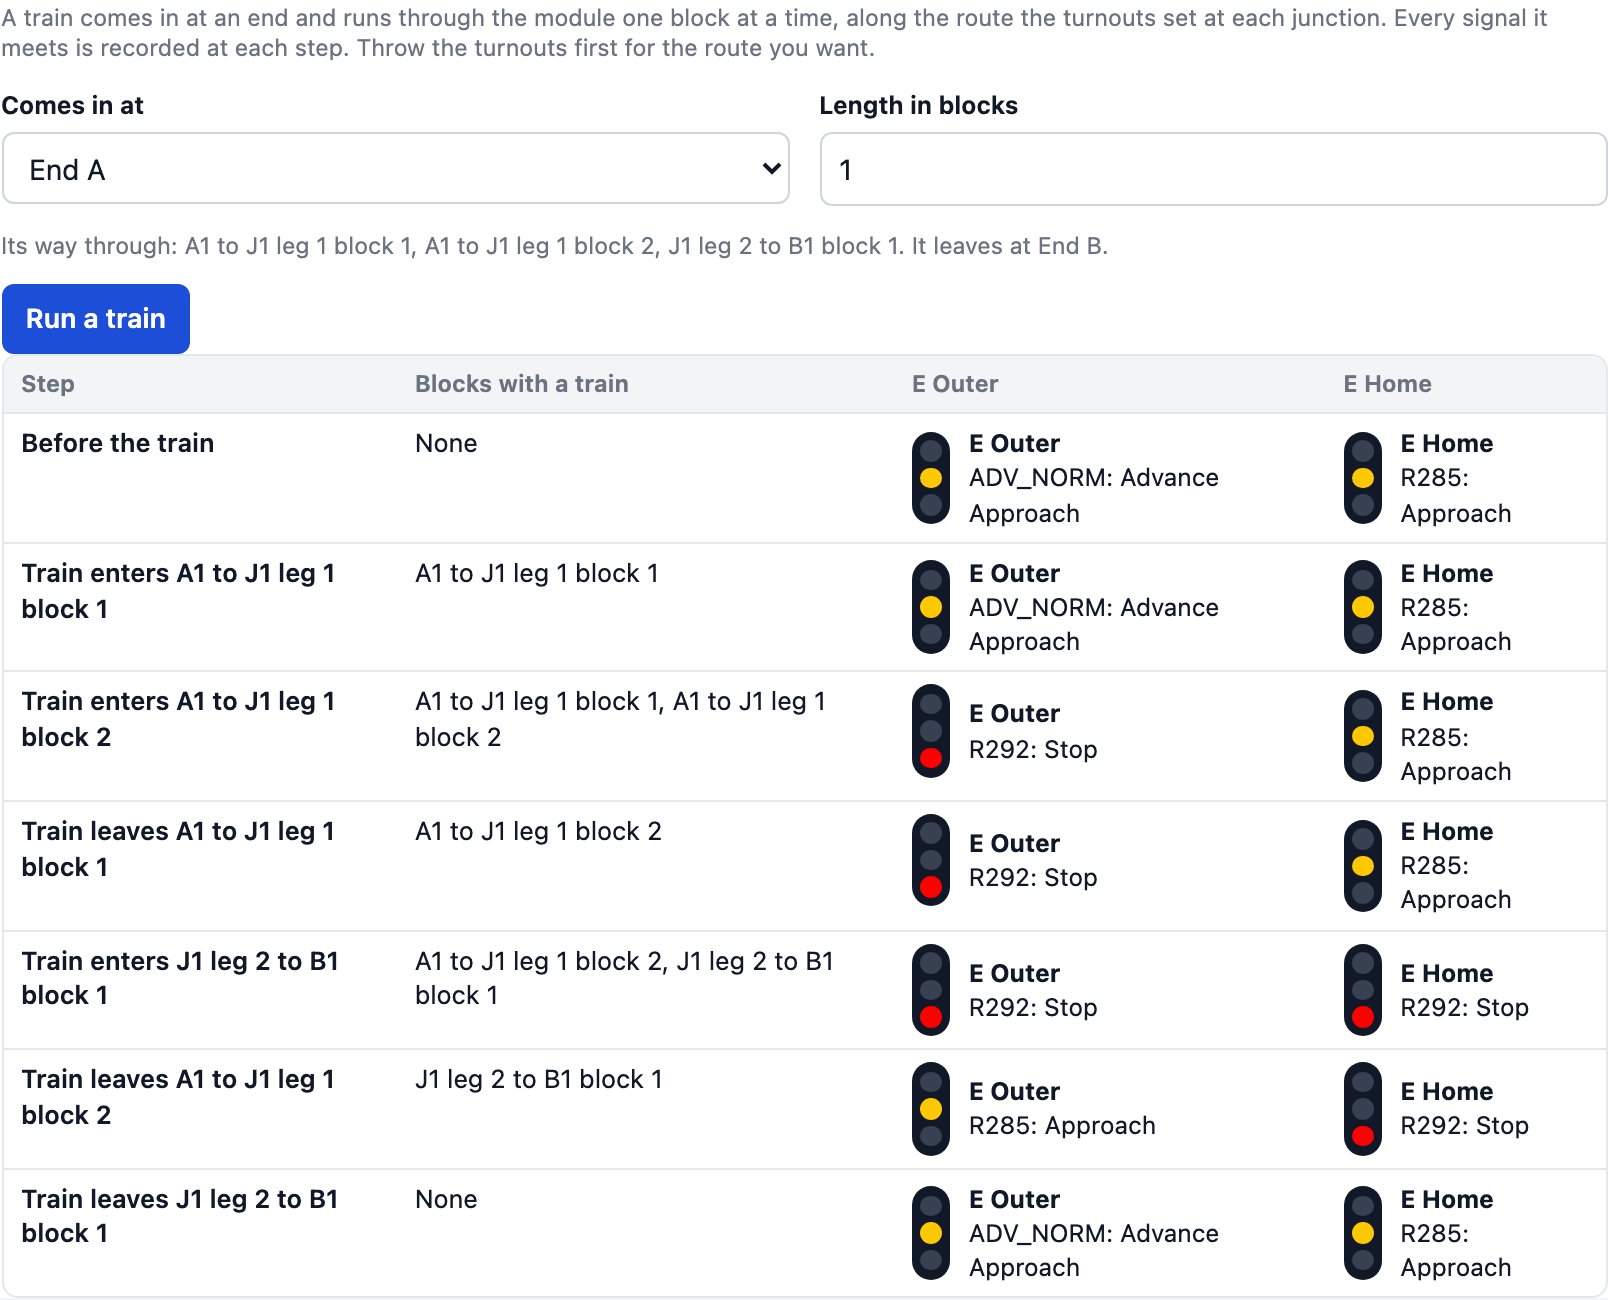 A train comes in at an end and runs through the module one block at a time, along the route the turnouts set at each junction. Every signal it
meets is recorded at each step. Throw the turnouts first for the route you want.
Comes in at
Length in blocks
End A
1
Its way through: A1 to J1 leg 1 block 1, A1 to J1 leg 1 block 2, J1 leg 2 to B1 block 1. It leaves at End B.
Run a train
Step
Blocks with a train
E Outer
E Home
Before the train
None
E Outer
ADV_NORM: Advance
Approach
E Home
R285:
Approach
Train enters A1 to J1 leg 1
block 1
A1 to J1 leg 1 block 1
E Outer
ADV_NORM: Advance
Approach
E Home
R285:
Approach
Train enters A1 to J1 leg 1
block 2
A1 to J1 leg 1 block 1, A1 to J1 leg 1
block 2
E Outer
R292: Stop
E Home
R285:
Approach
Train leaves A1 to J1 leg 1
block 1
A1 to J1 leg 1 block 2
E Outer
R292: Stop
E Home
R285:
Approach
Train enters J1 leg 2 to B1
block 1
A1 to J1 leg 1 block 2, J1 leg 2 to B1
block 1
E Outer
R292: Stop
E Home
R292: Stop
Train leaves A1 to J1 leg 1
block 2
J1 leg 2 to B1 block 1
E Outer
R285: Approach
E Home
R292: Stop
Train leaves J1 leg 2 to B1
block 1
None
E Outer
ADV_NORM: Advance
Approach
E Home
R285:
Approach